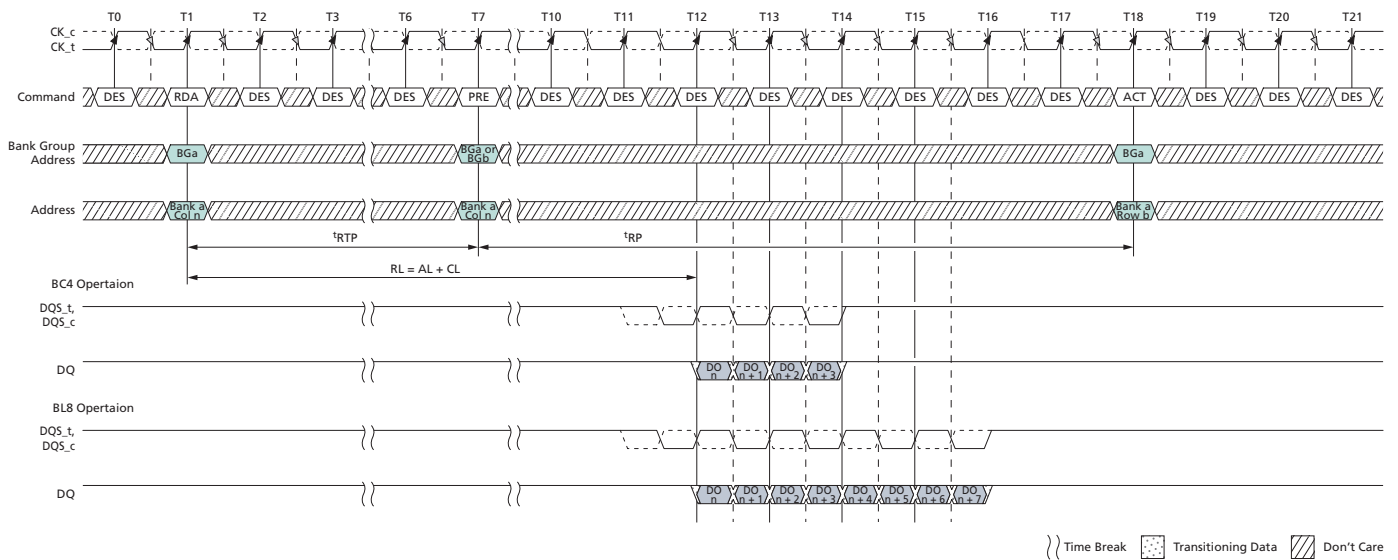 T0 T1 T2 T3 T6 T7 T10 T11 T12 T13 T14 T15 T16 T17 T18 T19 T20 T21
CK_c
CK_t
Command DES RDA DES DES DES PRE DES DES DES DES DES DES DES DES ACT DES DES DES
Bank Group
Address
BGa
BGa or
BGb
BGa
Address
Bank a
Col n
Bank a
Col n
Bank a
Row b
tRTP
tRP
RL = AL + CL
BC4 Opertaion
DQS_t,
DQS_c
DQ
DO
n
DO
n + 1
DO
n + 2
DO
n + 3
BL8 Opertaion
DQS_t,
DQS_c
DQ
DO
n
DO
n + 1
DO
n + 2
DO
n + 3
DO
n + 4
DO
n + 5
DO
n + 6
DO
n + 7
Time Break Transitioning Data Don't Care